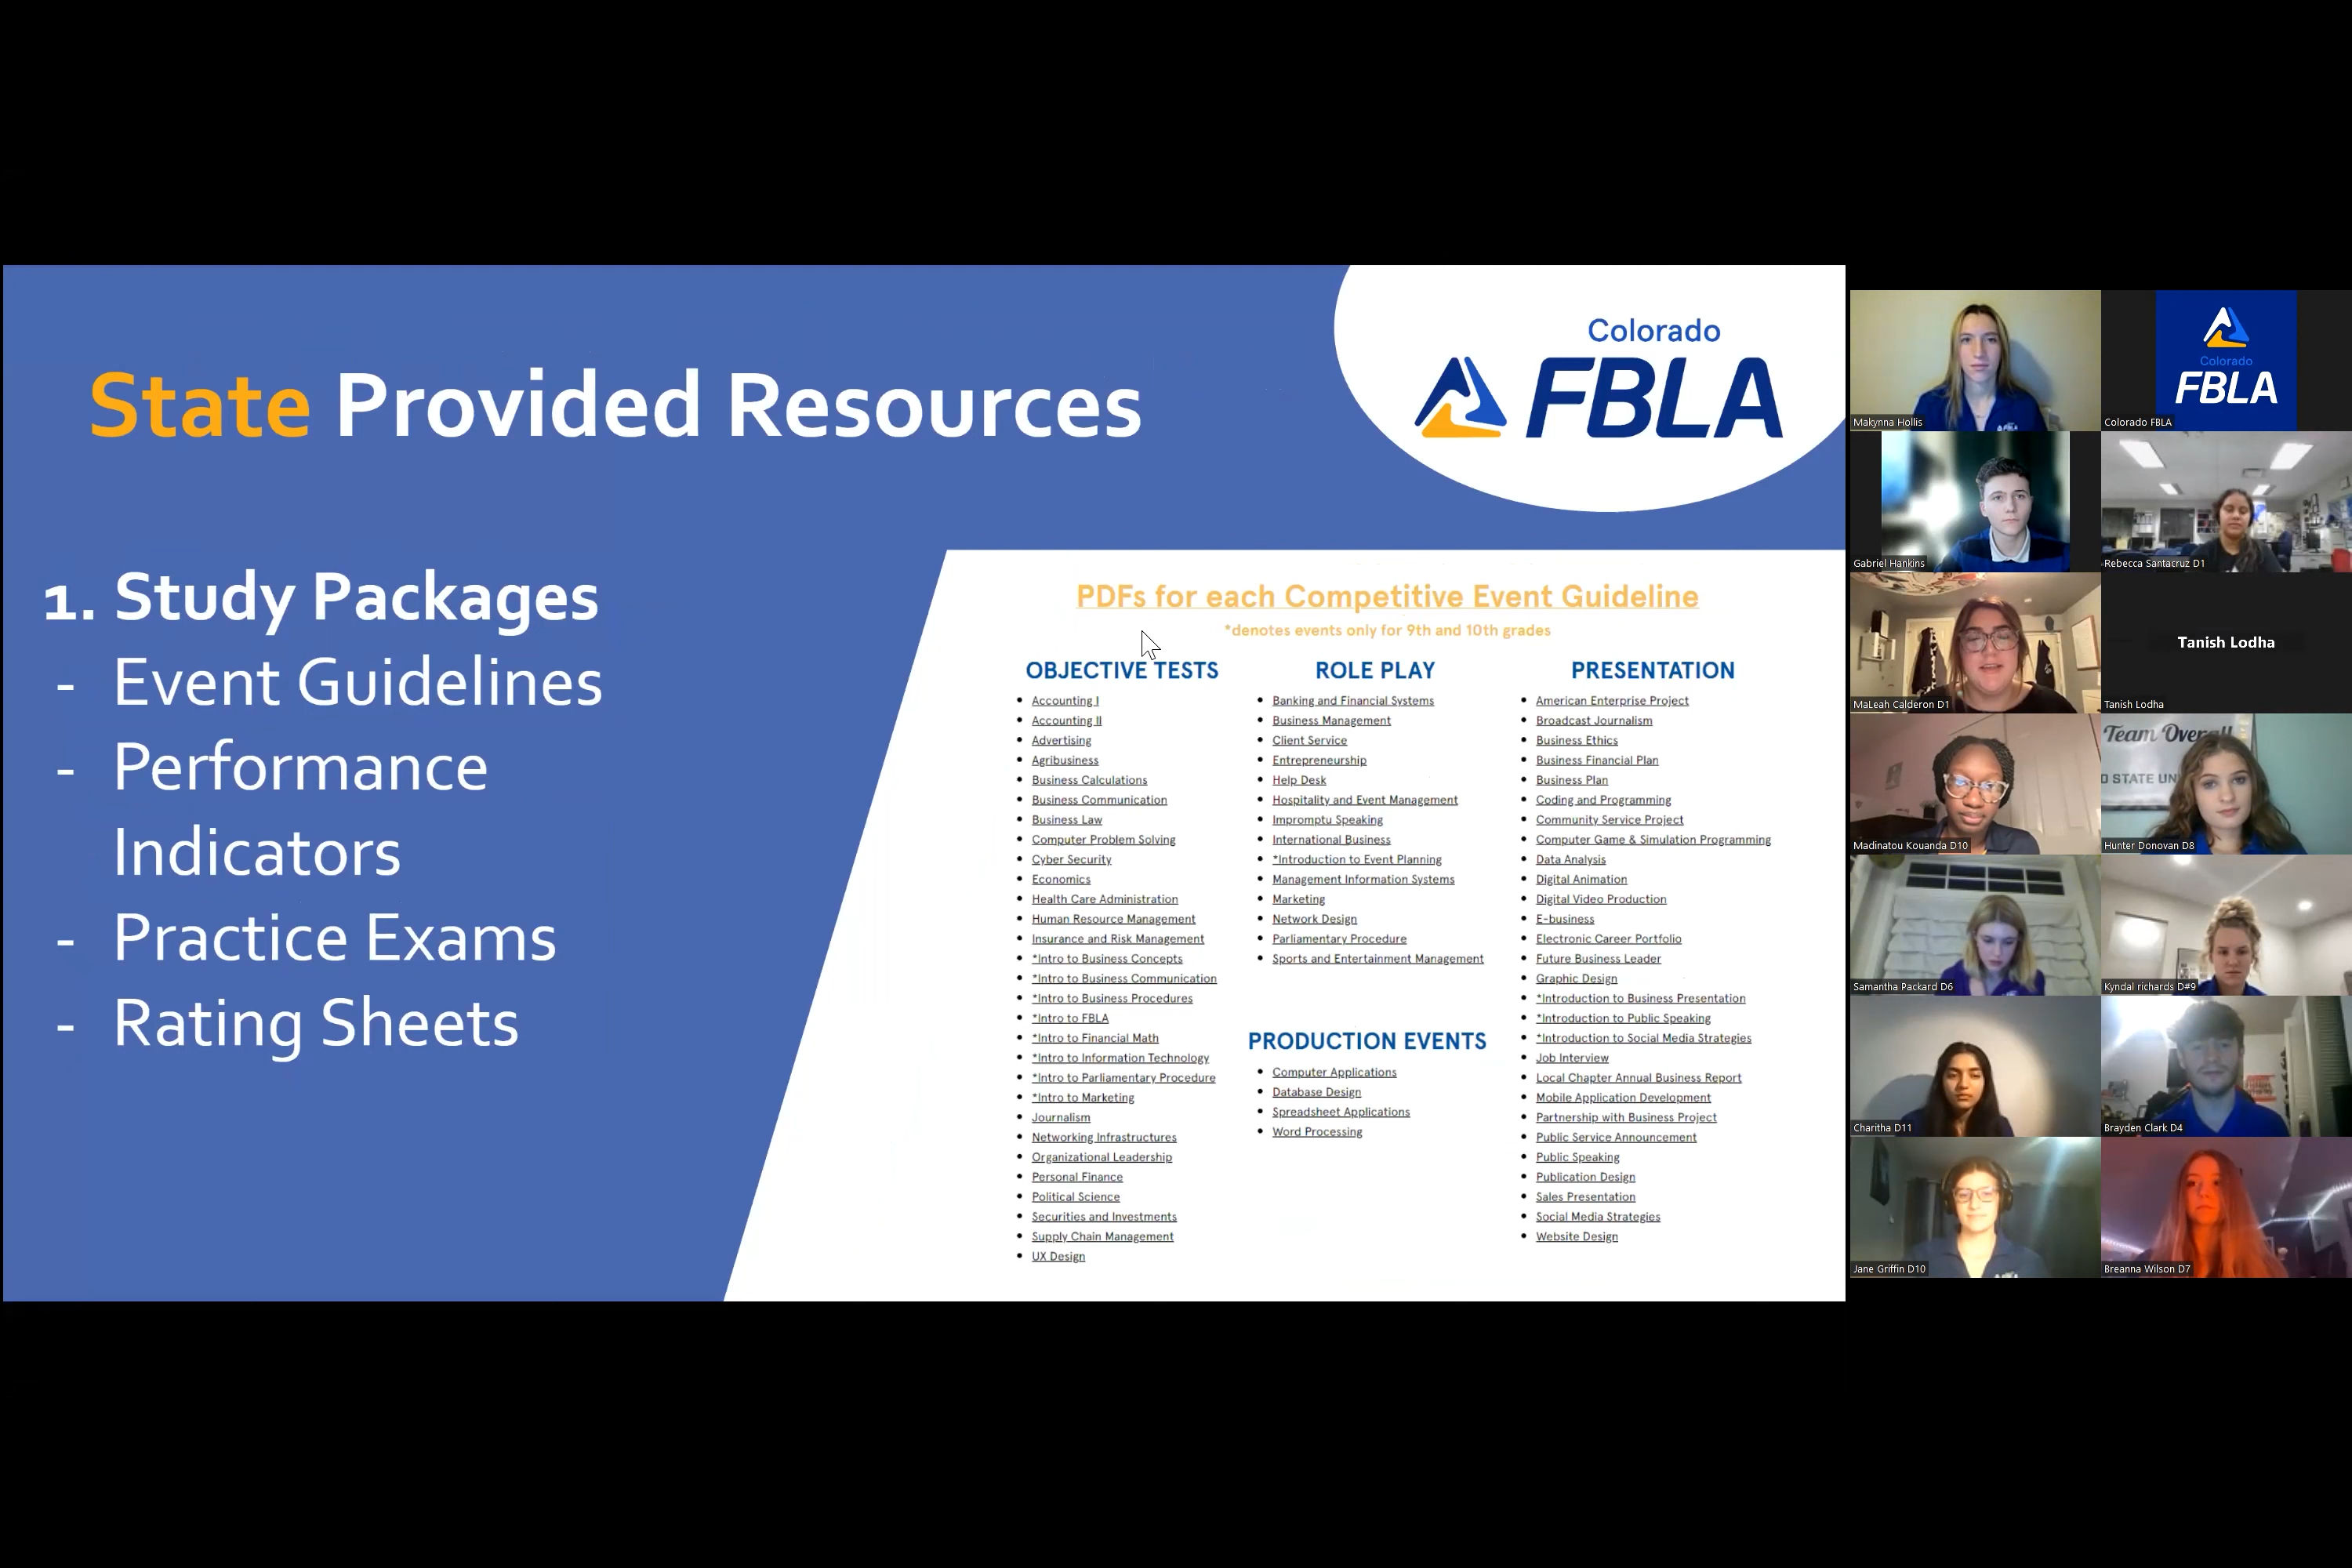 State Provided Resources
Colorado
FBLA
1. Study Packages
- Event Guidelines
- Performance
Indicators
- Practice Exams
- Rating Sheets
PDFs for each Competitive Event Guideline
*denotes events only for 9th and 10th grades
OBJECTIVE TESTS
• Accounting I
• Accounting II
• Advertising
• Agribusiness
• Business Calculations
• Business Communication
• Business Law
• Computer Problem Solving
• Cyber Security
• Economics
• Health Care Administration
• Human Resource Management
• Insurance and Risk Management
• *Intro to Business Concepts
• *Intro to Business Communication
• *Intro to Business Procedures
• *Intro to FBLA
• *Intro to Financial Math
• *Intro to Information Technology
• *Intro to Parliamentary Procedure
• *Intro to Marketing
• Journalism
• Networking Infrastructures
• Organizational Leadership
• Personal Finance
• Political Science
• Securities and Investments
• Supply Chain Management
• UX Design
ROLE PLAY
• Banking and Financial Systems
• Business Management
• Client Service
• Entrepreneurship
• Help Desk
• Hospitality and Event Management
• Impromptu Speaking
• International Business
• *Introduction to Event Planning
• Management Information Systems
• Marketing
• Network Design
• Parliamentary Procedure
• Sports and Entertainment Management
PRODUCTION EVENTS
• Computer Applications
• Database Design
• Spreadsheet Applications
• Word Processing
PRESENTATION
• American Enterprise Project
• Broadcast Journalism
• Business Ethics
• Business Financial Plan
• Business Plan
• Coding and Programming
• Community Service Project
• Computer Game & Simulation Programming
• Data Analysis
• Digital Animation
• Digital Video Production
• E-business
• Electronic Career Portfolio
• Future Business Leader
• Graphic Design
• *Introduction to Business Presentation
• *Introduction to Public Speaking
• *Introduction to Social Media Strategies
• Job Interview
• Local Chapter Annual Business Report
• Mobile Application Development
• Partnership with Business Project
• Public Service Announcement
• Public Speaking
• Publication Design
• Sales Presentation
• Social Media Strategies
• Website Design
Makynna Hollis
Colorado
FBLA
Colorado FBLA
Gabriel Hankins
Rebecca Santacruz D1
MaLeah Calderon D1
Tanish Lodha
Tanish Lodha
Madinatou Kouanda D10
Team Overall
STATE UN
Hunter Donovan D8
Samantha Packard D6
Kyndal richards D#9
Charitha D11
Brayden Clark D4
Jane Griffin D10
Breanna Wilson D7